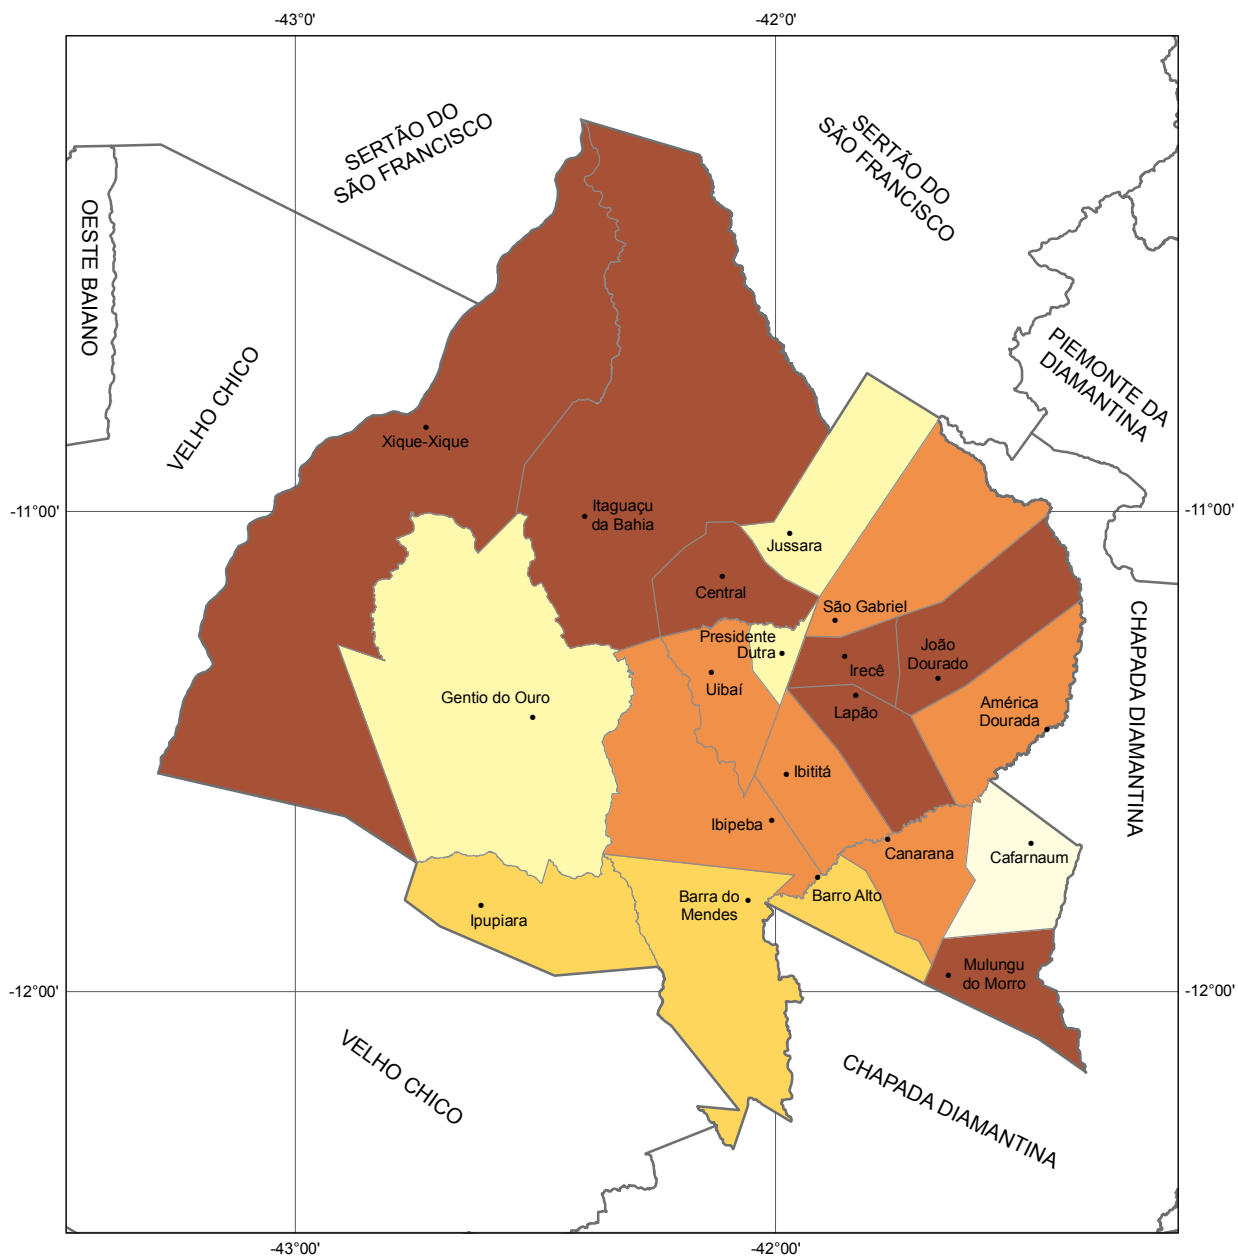 -43°0'
-42°0'
SERTÃO DO
SÃO FRANCISCO
SERTÃO DO
SÃO FRANCISCO
OESTE BAIANO
VELHO CHICO
PIEMONTE DA
DIAMANTINA
Xique-Xique
-11°00'
-11°00'
Itaguaçu
da Bahia
Jussara
Central
São Gabriel
CHAPADA DIAMANTINA
Presidente
Dutra
Irecê
João
Dourado
Uibaí
Gentio do Ouro
Lapão
América
Dourada
Ibititá
Ibipeba
Canarana
Cafarnaum
Barra do
Mendes
Barro Alto
Ipupiara
Mulungu
do Morro
-12°00'
-12°00'
VELHO CHICO
CHAPADA DIAMANTINA
-43°00'
-42°00'